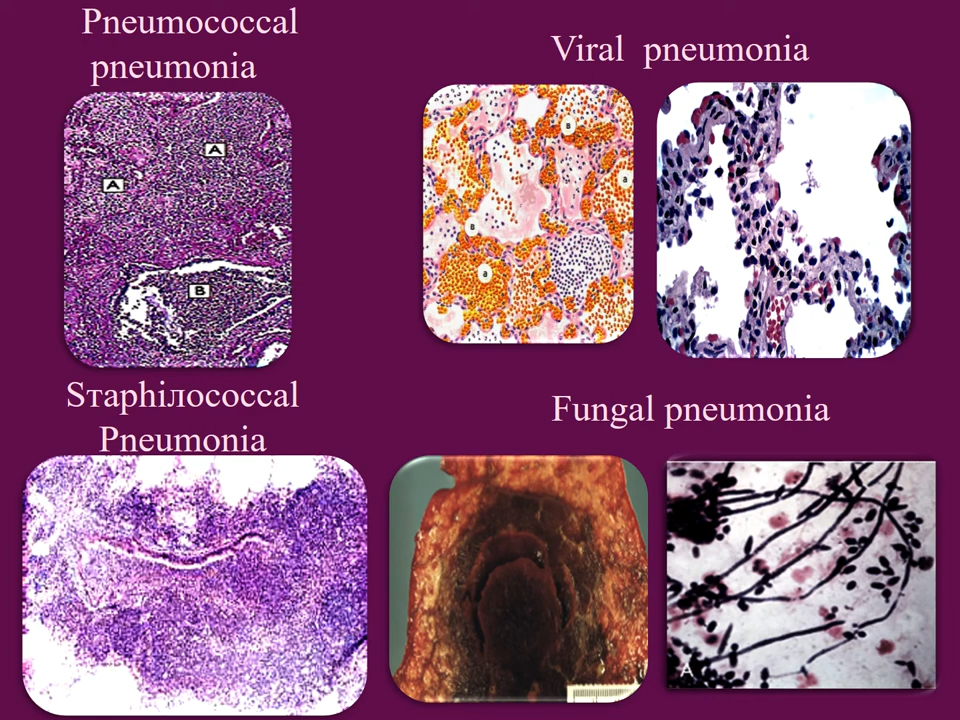 Pneumococcal
pneumonia
Viral pneumonia
A
A
B
B
a
B
a
Sтaphiлococcal
Pneumonia
Fungal pneumonia